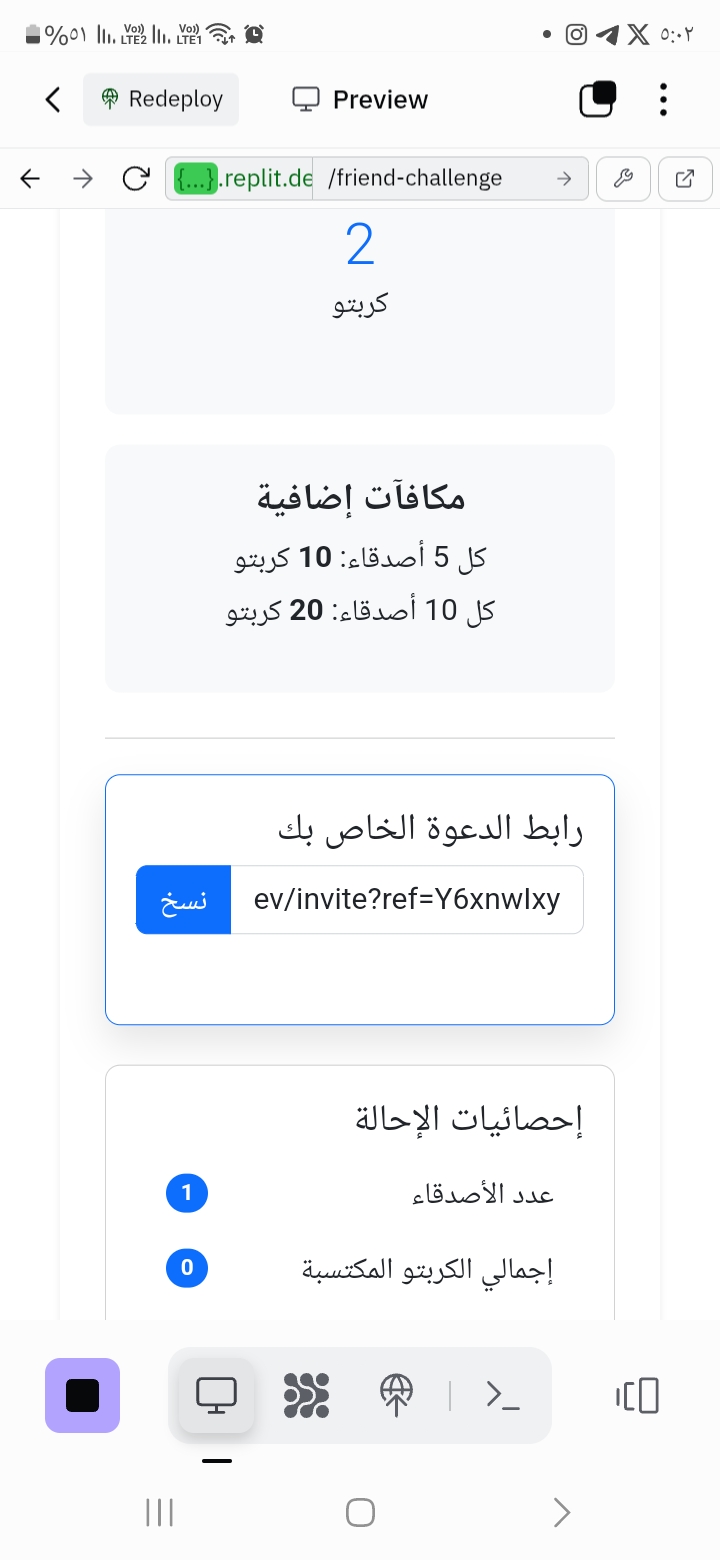 %٥١ Vo)) LTE2 Vo)) LTE1 ٥:٠٢
Redeploy Preview
{...}.replit.de /friend-challenge
2
كربتو
مكافآت إضافية
كل 5 أصدقاء: 10 كربتو
كل 10 أصدقاء: 20 كربتو
رابط الدعوة الخاص بك
ev/invite?ref=Y6xnwIxy
نسخ
إحصائيات الإحالة
عدد الأصدقاء 1
إجمالي الكربتو المكتسبة 0